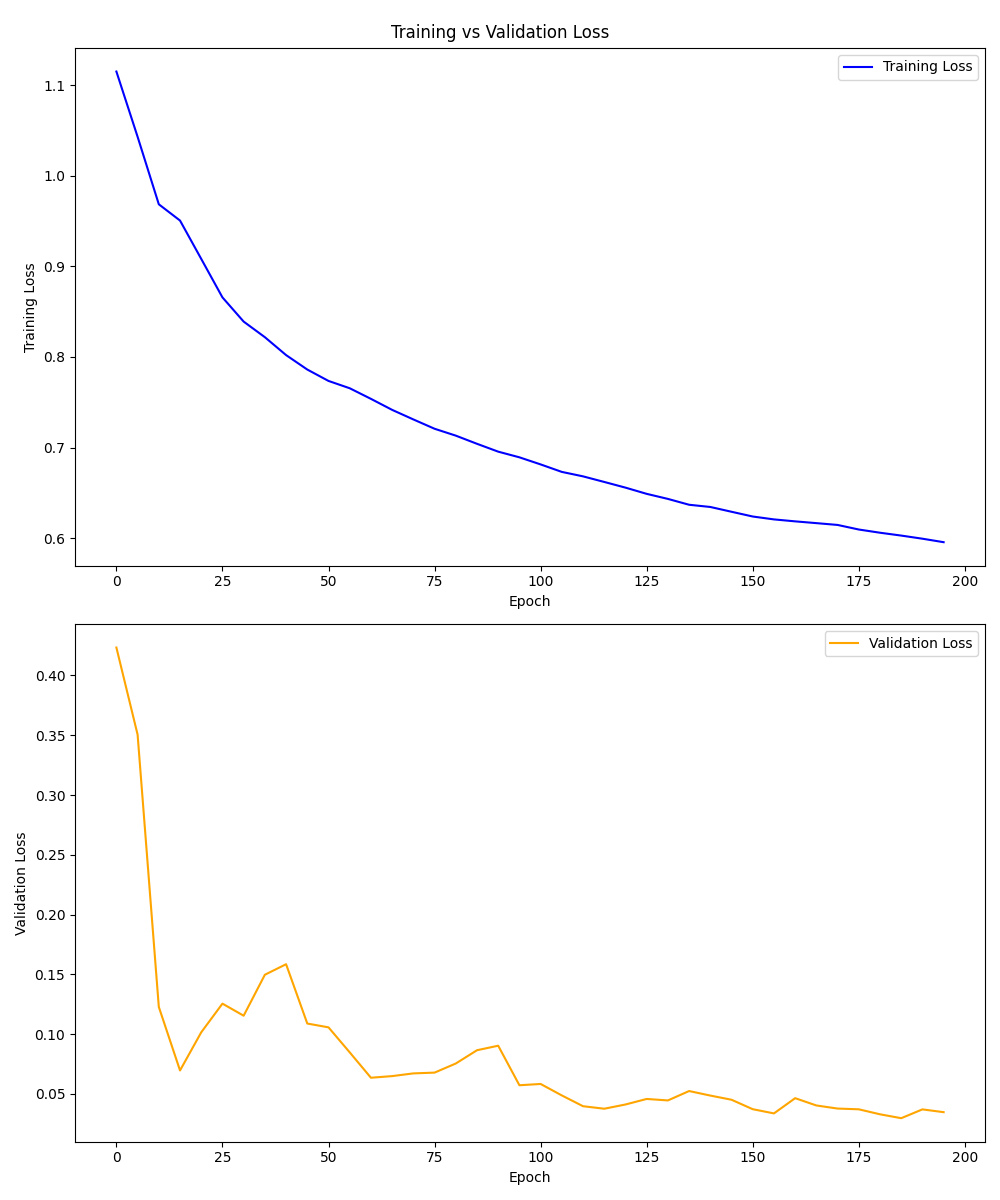 Training vs Validation Loss
Training Loss
1.1
1.0
0.9
0.8
0.7
0.6
Training Loss
0 25 50 75 100 125 150 175 200
Epoch
Validation Loss
0.40
0.35
0.30
0.25
0.20
0.15
0.10
0.05
Validation Loss
0 25 50 75 100 125 150 175 200
Epoch